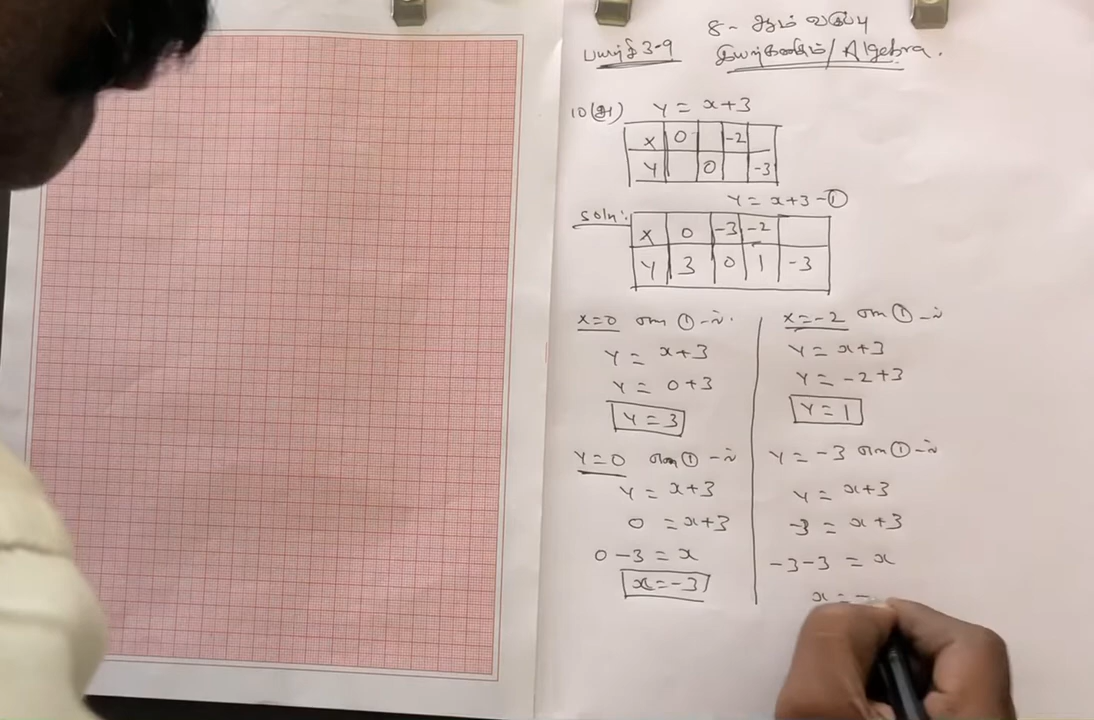 8 - ஆம் வகுப்பு
பயிற்சி 3-9 இயற்கணிதம் / Algebra.
10 (அ) Y = x+3
X 0 -2
Y 0 -3
Y = x+3 - ①
Soln:
X 0 -3 -2
Y 3 0 1 -3
x=0 என ①-ல்
Y = x+3
Y = 0+3
Y = 3
Y=0 என ①-ல்
Y = x+3
0 = x+3
0 -3 = x
x = -3
x=-2 என ①-ல்
Y = x+3
Y = -2+3
Y = 1
Y = -3 என ①-ல்
Y = x+3
-3 = x+3
-3-3 = x
x = -